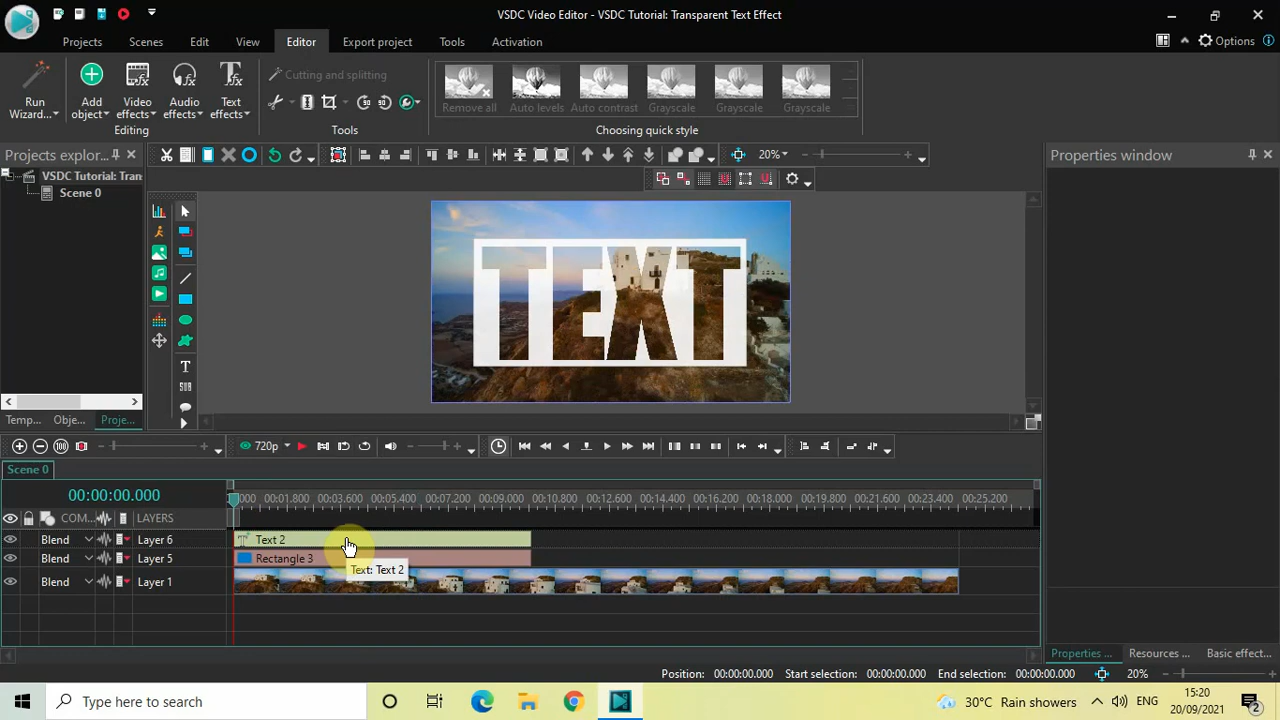 VSDC Video Editor - VSDC Tutorial: Transparent Text Effect
Projects Scenes Edit View Editor Export project Tools Activation
Options
Run Wizard...
Add object
Video effects
Audio effects
Text effects
Editing
Cutting and splitting
Tools
Remove all
Auto levels
Auto contrast
Grayscale
Grayscale
Grayscale
Choosing quick style
Projects explor...
20%
Properties window
VSDC Tutorial: Tran
Scene 0
TEXT
Temp...
Obje...
Proje...
720p
Scene 0
00:00:00.000
000 00:01.800 00:03.600 00:05.400 00:07.200 00:09.000 00:10.800 00:12.600 00:14.400 00:16.200 00:18.000 00:19.800 00:21.600 00:23.400 00:25.200
COM... LAYERS
Blend Layer 6 Text 2
Blend Layer 5 Rectangle 3
Text: Text 2
Blend Layer 1
Properties ... Resources ... Basic effect...
Position: 00:00:00.000 Start selection: 00:00:00.000 End selection: 00:00:00.000 20%
Type here to search
30°C Rain showers
ENG
15:20
20/09/2021
2